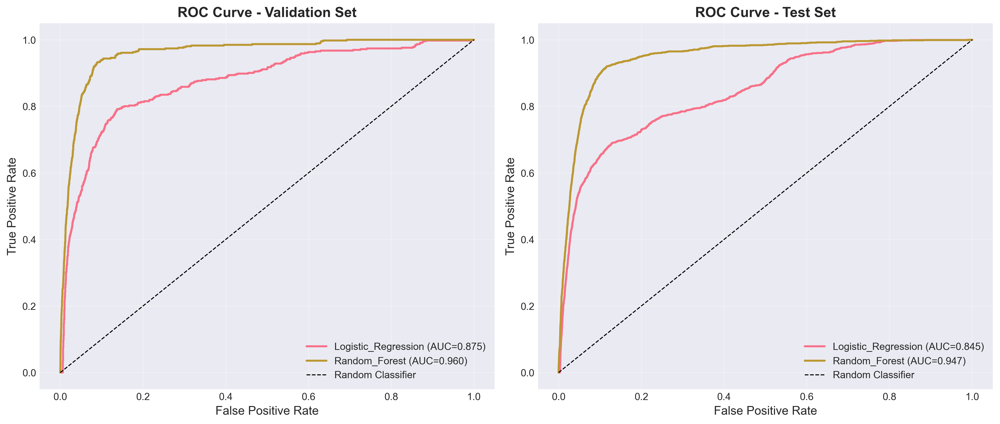 ROC Curve - Validation Set
True Positive Rate
1.0
0.8
0.6
0.4
0.2
0.0
Logistic_Regression (AUC=0.875)
Random_Forest (AUC=0.960)
Random Classifier
0.0 0.2 0.4 0.6 0.8 1.0
False Positive Rate
ROC Curve - Test Set
True Positive Rate
1.0
0.8
0.6
0.4
0.2
0.0
Logistic_Regression (AUC=0.845)
Random_Forest (AUC=0.947)
Random Classifier
0.0 0.2 0.4 0.6 0.8 1.0
False Positive Rate